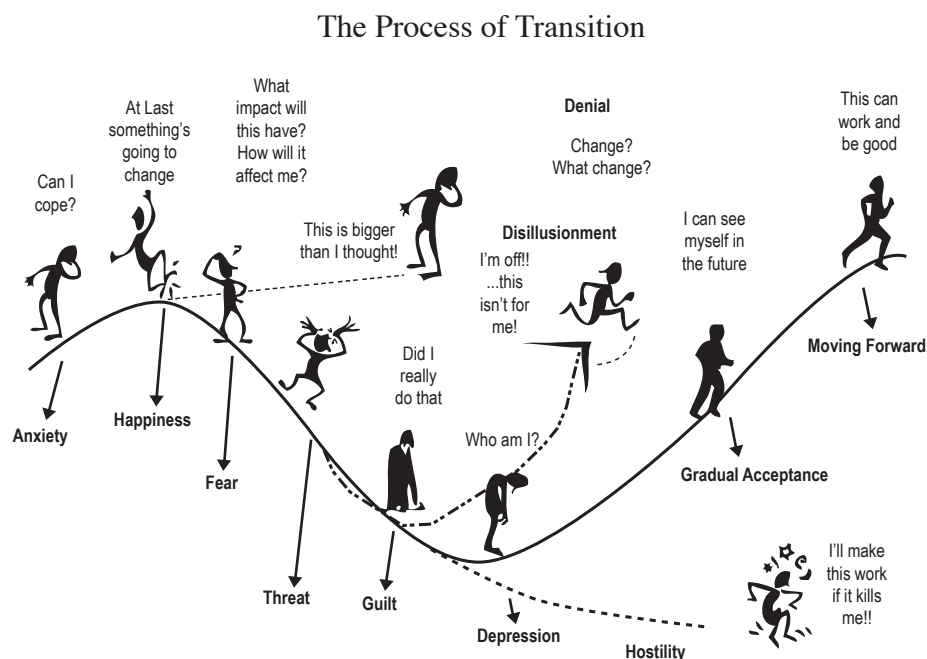 The Process of Transition
Can I
cope?
At Last
something's
going to
change
What
impact will
this have?
How will it
affect me?
This is bigger
than I thought!
Denial
Change?
What change?
Disillusionment
I'm off!!
...this
isn't for
me!
I can see
myself in
the future
This can
work and
be good
Moving Forward
Did I
really
do that
Who am I?
Anxiety
Happiness
Fear
Gradual Acceptance
Threat
Guilt
Depression
Hostility
I'll make
this work
if it kills
me!!